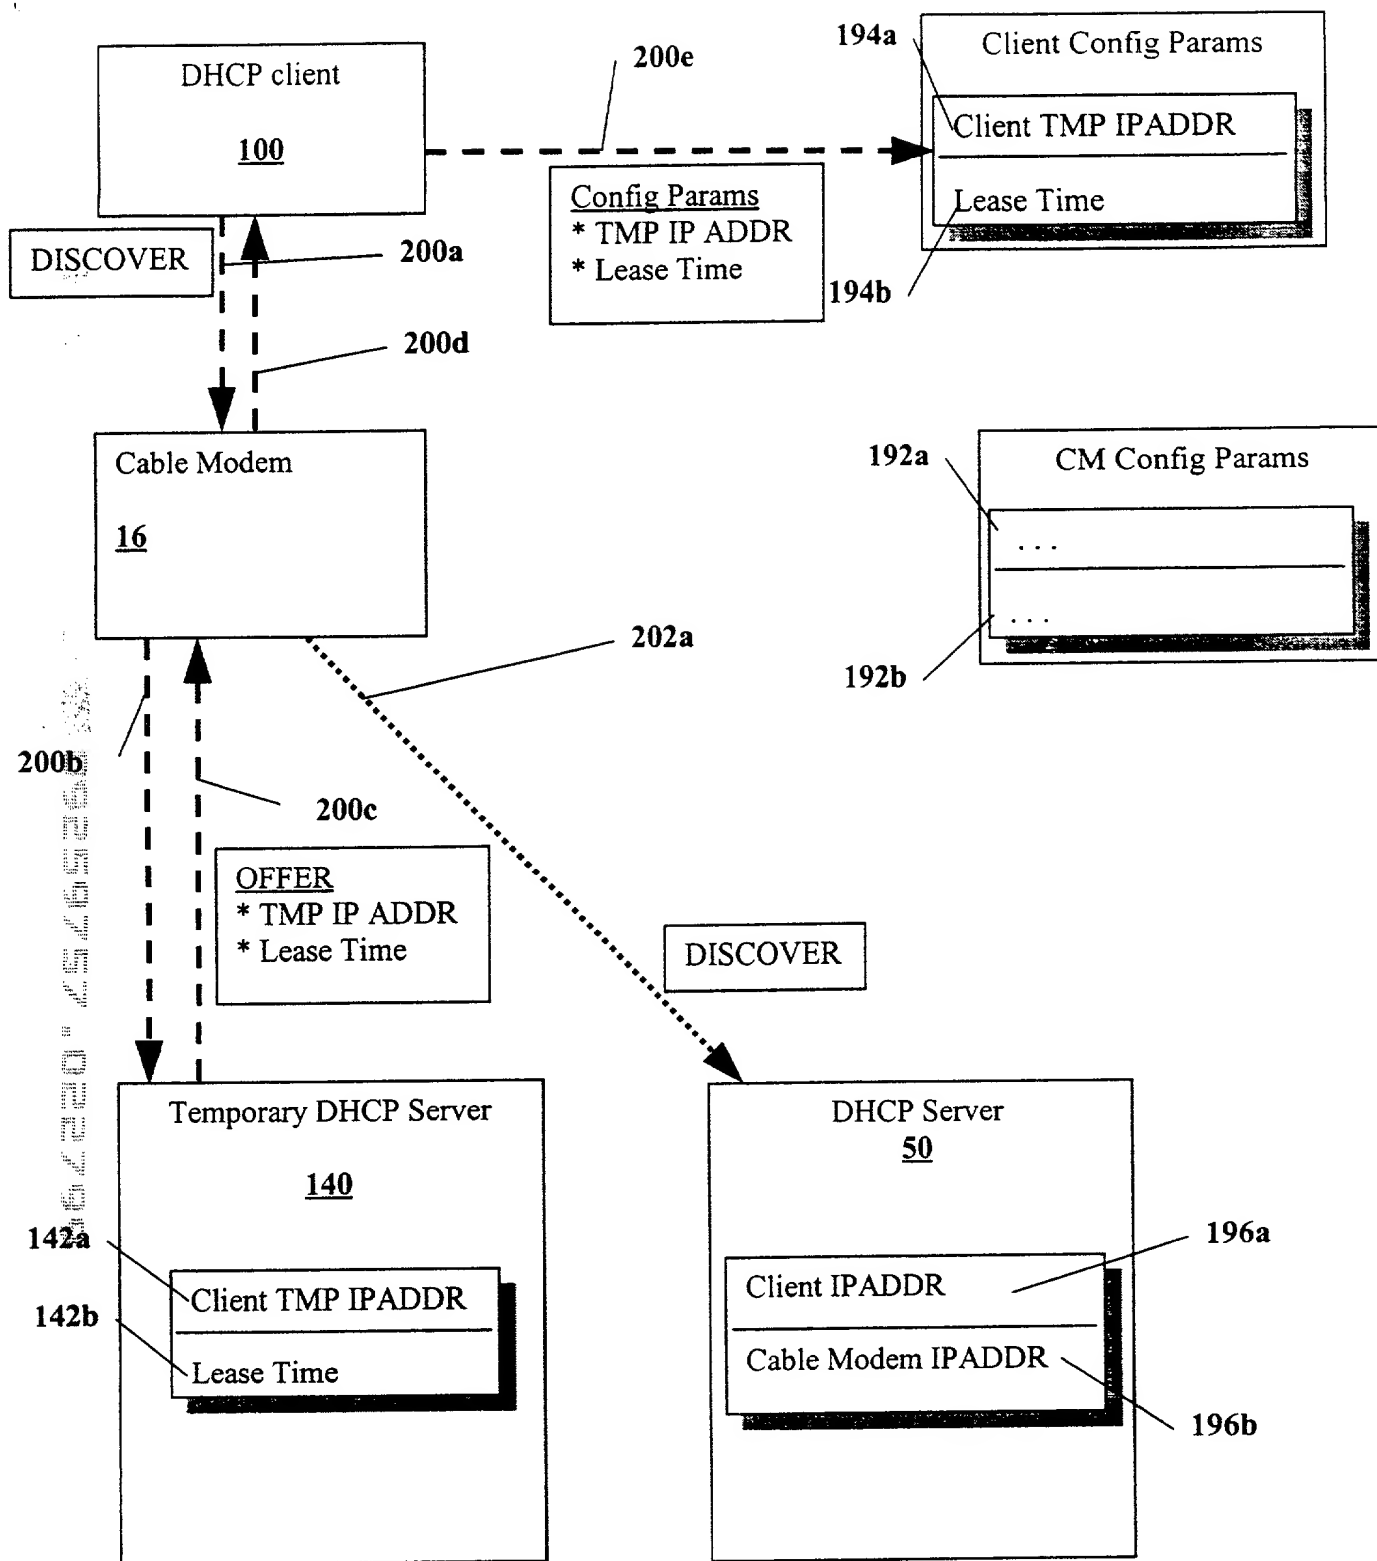 194a
Client Config Params
DHCP client
200e
Client TMP IPADDR
100
Config Params
* TMP IP ADDR
* Lease Time
Lease Time
DISCOVER
200a
194b
200d
Cable Modem
16
192a
CM Config Params
. . .
. . .
202a
192b
200b
200c
OFFER
* TMP IP ADDR
* Lease Time
DISCOVER
Temporary DHCP Server
140
DHCP Server
50
142a
Client TMP IPADDR
142b
Lease Time
196a
Client IPADDR
Cable Modem IPADDR
196b